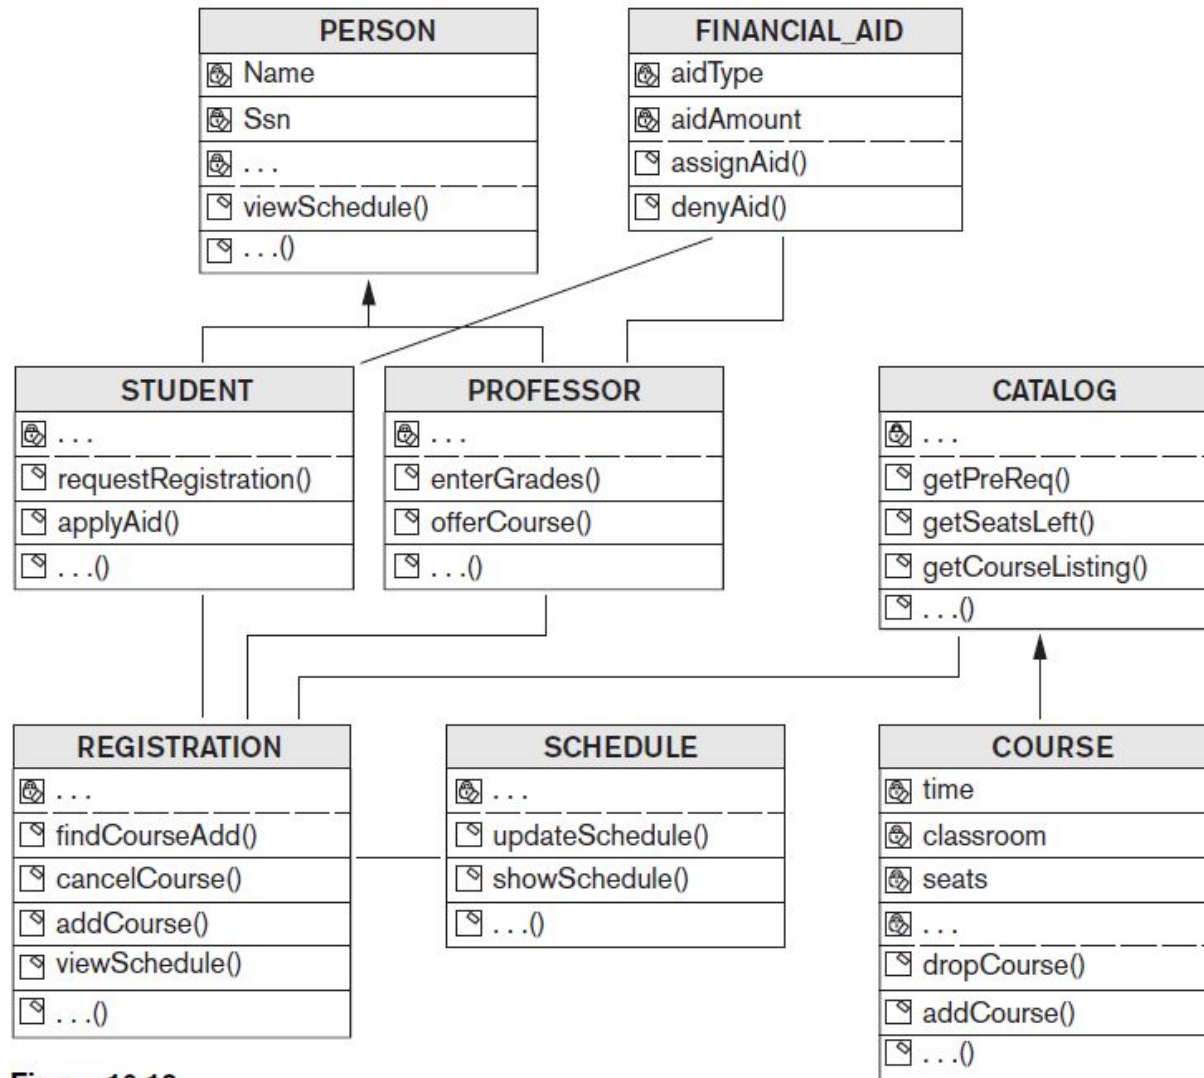 PERSON
Name
Ssn
. . .
viewSchedule()
. . .()
FINANCIAL_AID
aidType
aidAmount
assignAid()
denyAid()
STUDENT
. . .
requestRegistration()
applyAid()
. . .()
PROFESSOR
. . .
enterGrades()
offerCourse()
. . .()
CATALOG
. . .
getPreReq()
getSeatsLeft()
getCourseListing()
. . .()
REGISTRATION
. . .
findCourseAdd()
cancelCourse()
addCourse()
viewSchedule()
. . .()
SCHEDULE
. . .
updateSchedule()
showSchedule()
. . .()
COURSE
time
classroom
seats
. . .
dropCourse()
addCourse()
. . .()